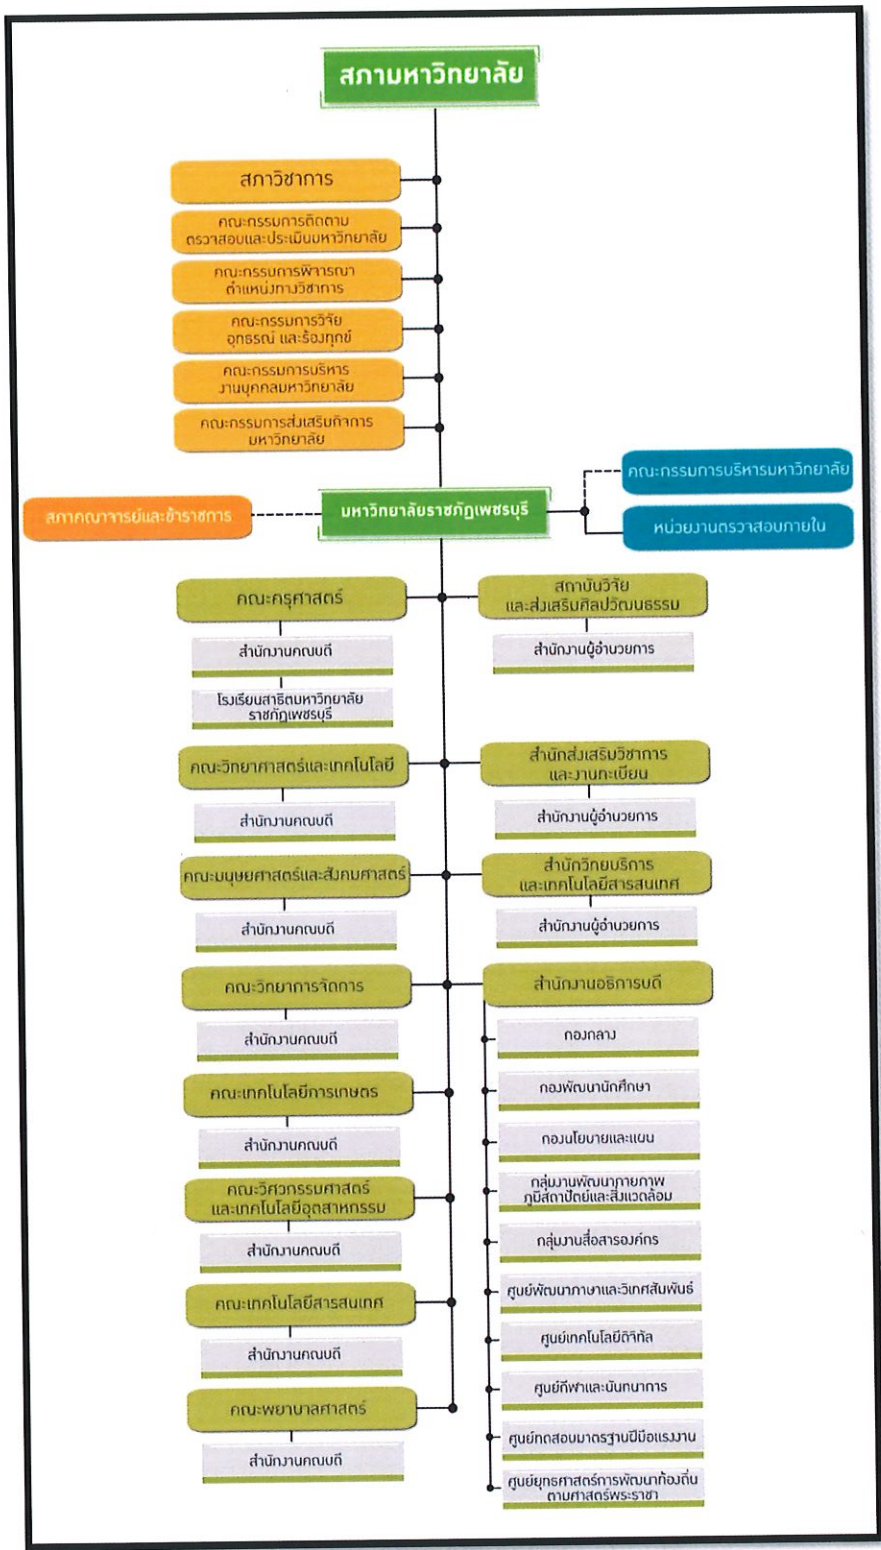 สภามหาวิทยาลัย
สภาวิชาการ
คณะกรรมการติดตาม
ตรวจสอบและประเมินมหาวิทยาลัย
คณะกรรมการพิจารณา
ตำแหน่งทางวิชาการ
คณะกรรมการวิจัย
อุทธรณ์ และร้องทุกข์
คณะกรรมการบริหาร
งานบุคคลมหาวิทยาลัย
คณะกรรมการส่งเสริมกิจการ
มหาวิทยาลัย
คณะกรรมการบริหารมหาวิทยาลัย
สภาคณาจารย์และข้าราชการ
มหาวิทยาลัยราชภัฏเพชรบุรี
หน่วยงานตรวจสอบภายใน
คณะครุศาสตร์
สำนักงานคณบดี
โรงเรียนสาธิตมหาวิทยาลัย
ราชภัฏเพชรบุรี
คณะวิทยาศาสตร์และเทคโนโลยี
สำนักงานคณบดี
คณะมนุษยศาสตร์และสังคมศาสตร์
สำนักงานคณบดี
คณะวิทยาการจัดการ
สำนักงานคณบดี
คณะเทคโนโลยีการเกษตร
สำนักงานคณบดี
คณะวิศวกรรมศาสตร์
และเทคโนโลยีอุตสาหกรรม
สำนักงานคณบดี
คณะเทคโนโลยีสารสนเทศ
สำนักงานคณบดี
คณะพยาบาลศาสตร์
สำนักงานคณบดี
สถาบันวิจัย
และส่งเสริมศิลปวัฒนธรรม
สำนักงานผู้อำนวยการ
สำนักส่งเสริมวิชาการ
และงานทะเบียน
สำนักงานผู้อำนวยการ
สำนักวิทยบริการ
และเทคโนโลยีสารสนเทศ
สำนักงานผู้อำนวยการ
สำนักงานอธิการบดี
กองกลาง
กองพัฒนานักศึกษา
กองนโยบายและแผน
กลุ่มงานพัฒนากายภาพ
ภูมิสถาปัตย์และสิ่งแวดล้อม
กลุ่มงานสื่อสารองค์กร
ศูนย์พัฒนาภาษาและวิเทศสัมพันธ์
ศูนย์เทคโนโลยีดิจิทัล
ศูนย์กีฬาและนันทนาการ
ศูนย์ทดสอบมาตรฐานฝีมือแรงงาน
ศูนย์ยุทธศาสตร์การพัฒนาท้องถิ่น
ตามศาสตร์พระราชา